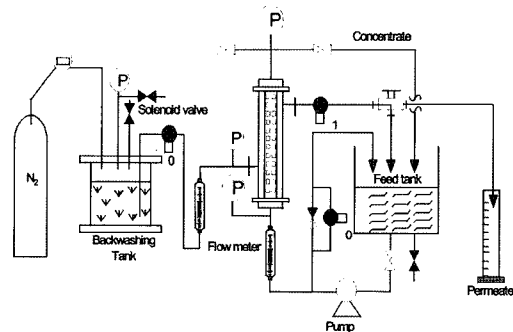 P
Concentrate
P
Solenoid valve
0
1
P
P
N2
Feed tank
0
Backwashing
Tank
Flow meter
Pump
Permeate